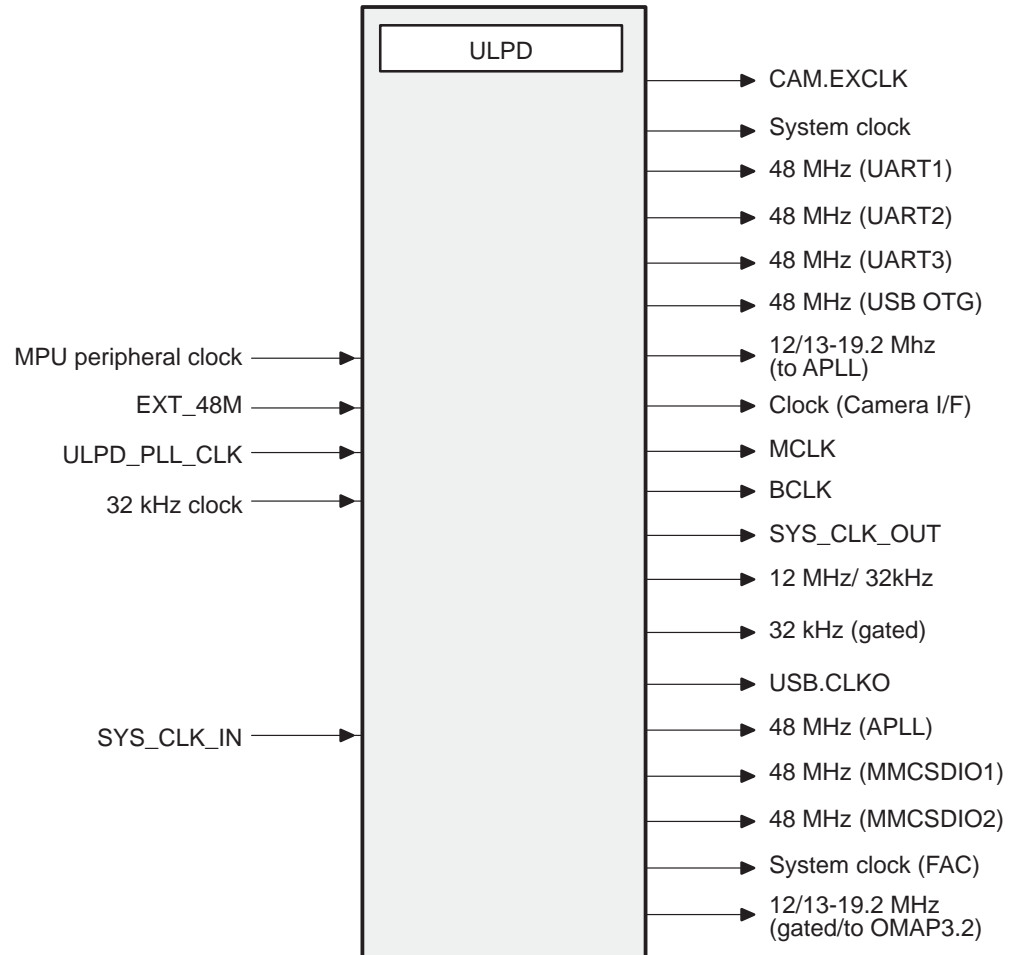 ULPD
MPU peripheral clock
EXT_48M
ULPD_PLL_CLK
32 kHz clock
SYS_CLK_IN
CAM.EXCLK
System clock
48 MHz (UART1)
48 MHz (UART2)
48 MHz (UART3)
48 MHz (USB OTG)
12/13-19.2 Mhz
(to APLL)
Clock (Camera I/F)
MCLK
BCLK
SYS_CLK_OUT
12 MHz/ 32kHz
32 kHz (gated)
USB.CLKO
48 MHz (APLL)
48 MHz (MMCSDIO1)
48 MHz (MMCSDIO2)
System clock (FAC)
12/13-19.2 MHz
(gated/to OMAP3.2)